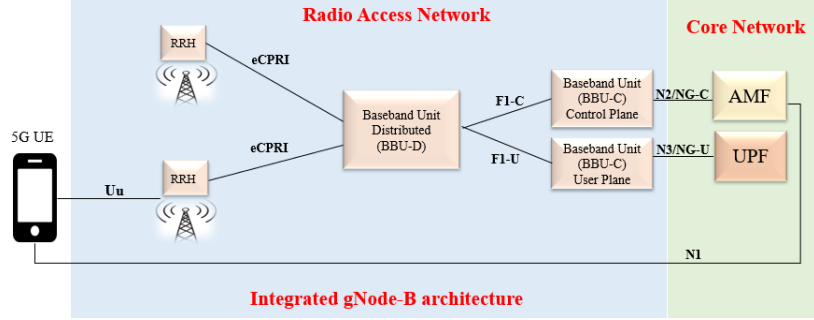 Radio Access Network
Core Network
RRH
eCPRI
Baseband Unit
Distributed
(BBU-D)
F1-C
Baseband Unit
(BBU-C)
Control Plane
N2/NG-C
AMF
5G UE
eCPRI
RRH
Uu
F1-U
Baseband Unit
(BBU-C)
User Plane
N3/NG-U
UPF
N1
Integrated gNode-B architecture